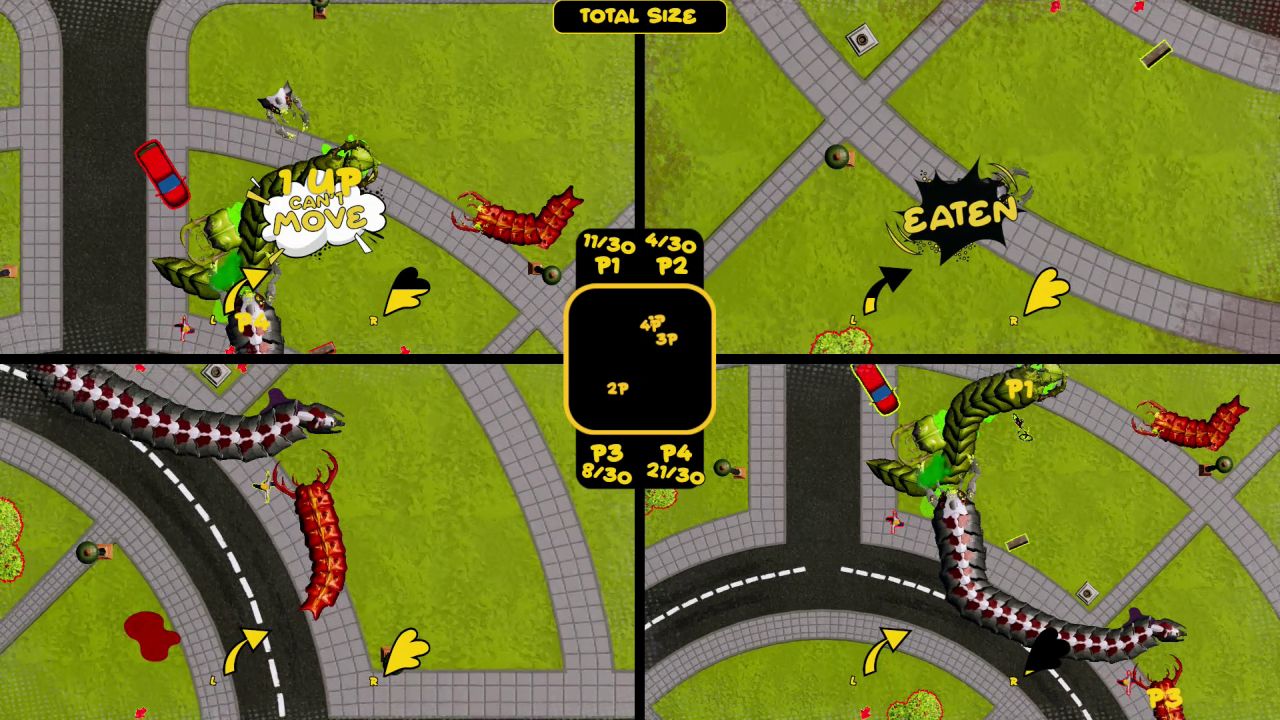 TOTAL SIZE
1 UP
CAN'T
MOVE
EATEN
11/30 4/30
P1 P2
L R
L R
P4
4P
3P
2P
P1
P3 P4
8/30 21/30
L R
L R
P3